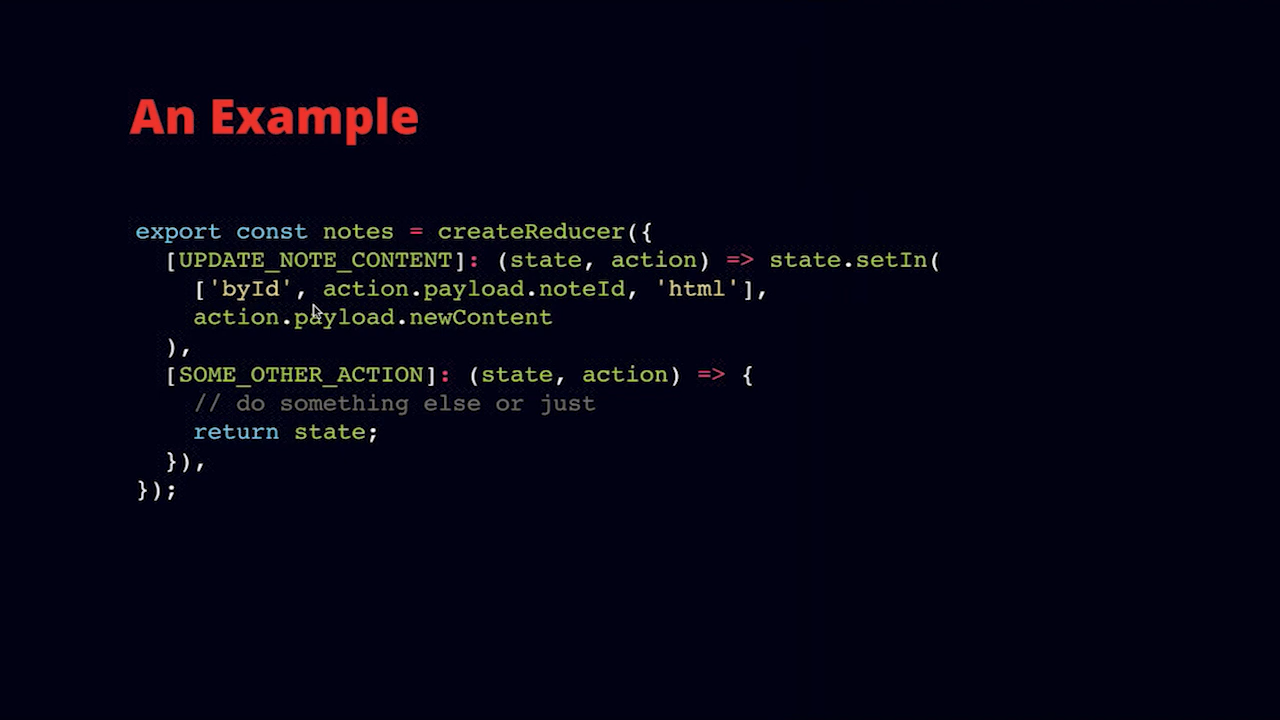 An Example
export const notes = createReducer({
  [UPDATE_NOTE_CONTENT]: (state, action) => state.setIn(
    ['byId', action.payload.noteId, 'html'],
    action.payload.newContent
  ),
  [SOME_OTHER_ACTION]: (state, action) => {
    // do something else or just
    return state;
  }),
});